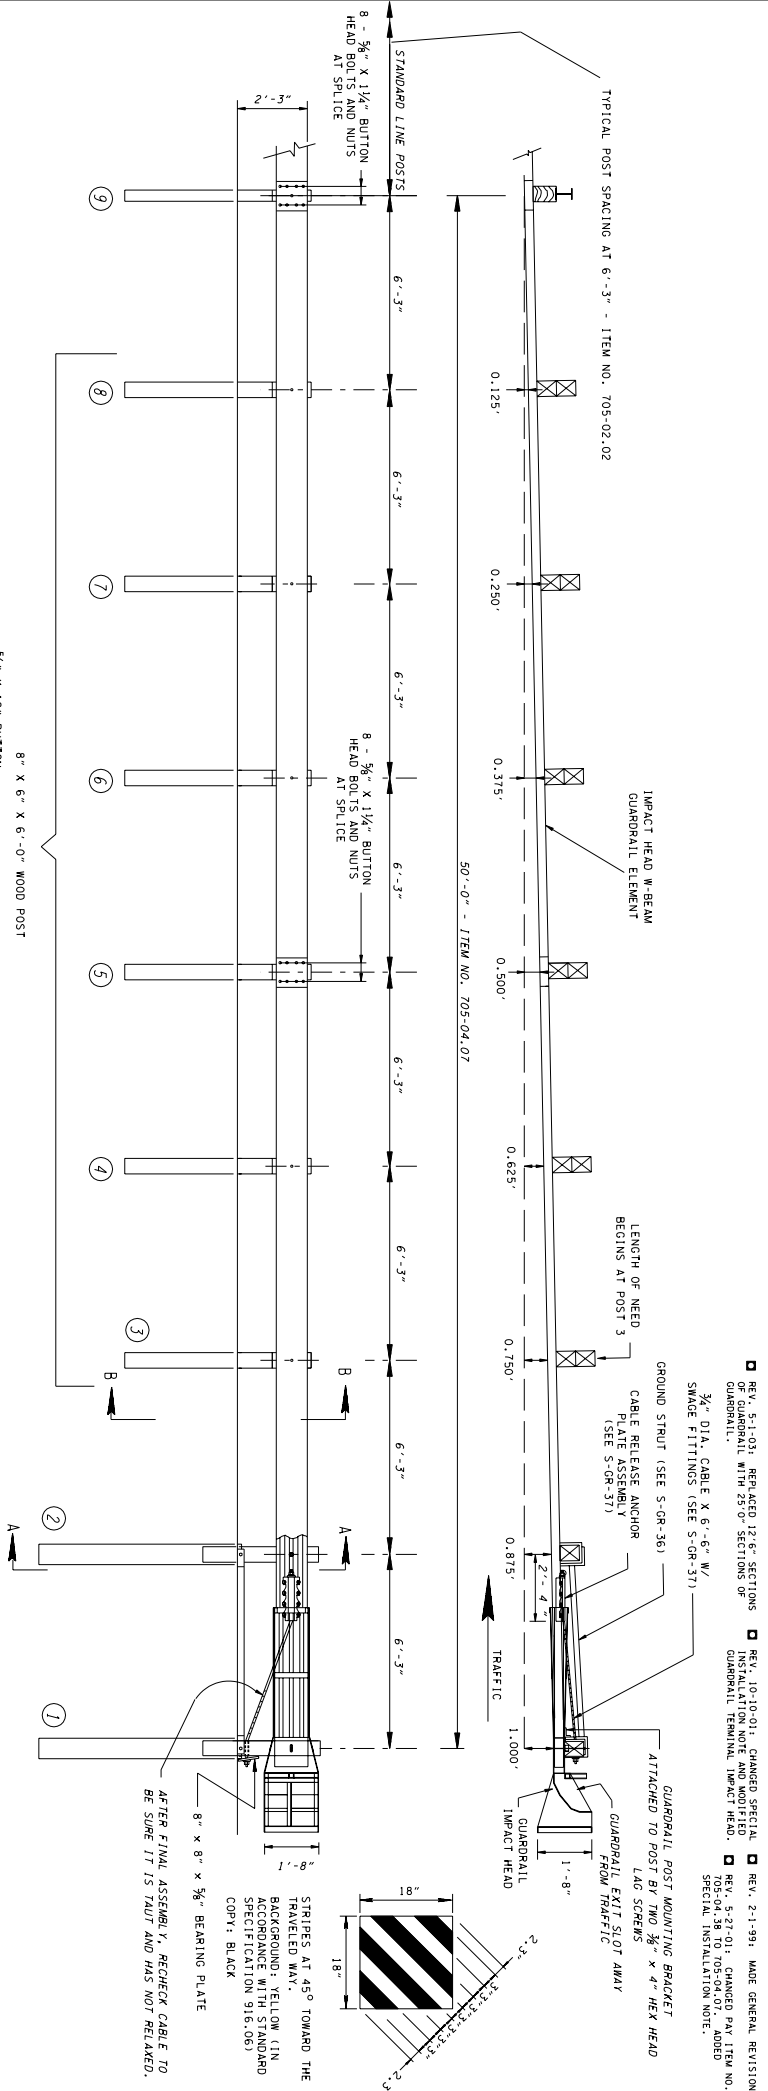 REV. 5-1-03: REPLACED 12'6" SECTIONS
OF GUARDRAIL WITH 25'0" SECTIONS OF
GUARDRAIL.
REV. 10-10-01: CHANGED SPECIAL
INSTALLATION NOTE AND MODIFIED
GUARDRAIL TERMINAL IMPACT HEAD.
REV. 2-1-99: MADE GENERAL REVISION
REV. 5-27-01: CHANGED PAY ITEM NO.
705-04.38 TO 705-04.07. ADDED
SPECIAL INSTALLATION NOTE.
TYPICAL POST SPACING AT 6'-3" - ITEM NO. 705-02.02
IMPACT HEAD W-BEAM
GUARDRAIL ELEMENT
LENGTH OF NEED
BEGINS AT POST 3
¾" DIA. CABLE X 6'-6" W/
SWAGE FITTINGS (SEE S-GR-37)
GROUND STRUT (SEE S-GR-36)
CABLE RELEASE ANCHOR
PLATE ASSEMBLY
(SEE S-GR-37)
GUARDRAIL POST MOUNTING BRACKET
ATTACHED TO POST BY TWO ⅜" x 4" HEX HEAD
LAG SCREWS
GUARDRAIL EXIT SLOT AWAY
FROM TRAFFIC
GUARDRAIL
IMPACT HEAD
1'-8"
0.125'
0.250'
0.375'
0.500'
0.625'
0.750'
0.875'
1.000'
2'-4"
TRAFFIC
50'-0" - ITEM NO. 705-04.07
STANDARD LINE POSTS
6'-3"
6'-3"
6'-3"
6'-3"
6'-3"
6'-3"
6'-3"
6'-3"
8 - ⅝" X 1¼" BUTTON
HEAD BOLTS AND NUTS
AT SPLICE
8 - ⅝" X 1¼" BUTTON
HEAD BOLTS AND NUTS
AT SPLICE
2'-3"
B
B
A
A
1'-8"
9
8
7
6
5
4
3
2
1
8" X 6" X 6'-0" WOOD POST
8" x 8" x ⅝" BEARING PLATE
AFTER FINAL ASSEMBLY, RECHECK CABLE TO
BE SURE IT IS TAUT AND HAS NOT RELAXED.
18"
18"
2.3"
3"
3"
3"
3"
3"
2.3
STRIPES AT 45° TOWARD THE
TRAVELED WAY.
BACKGROUND: YELLOW (IN
ACCORDANCE WITH STANDARD
SPECIFICATION 916.06)
COPY: BLACK